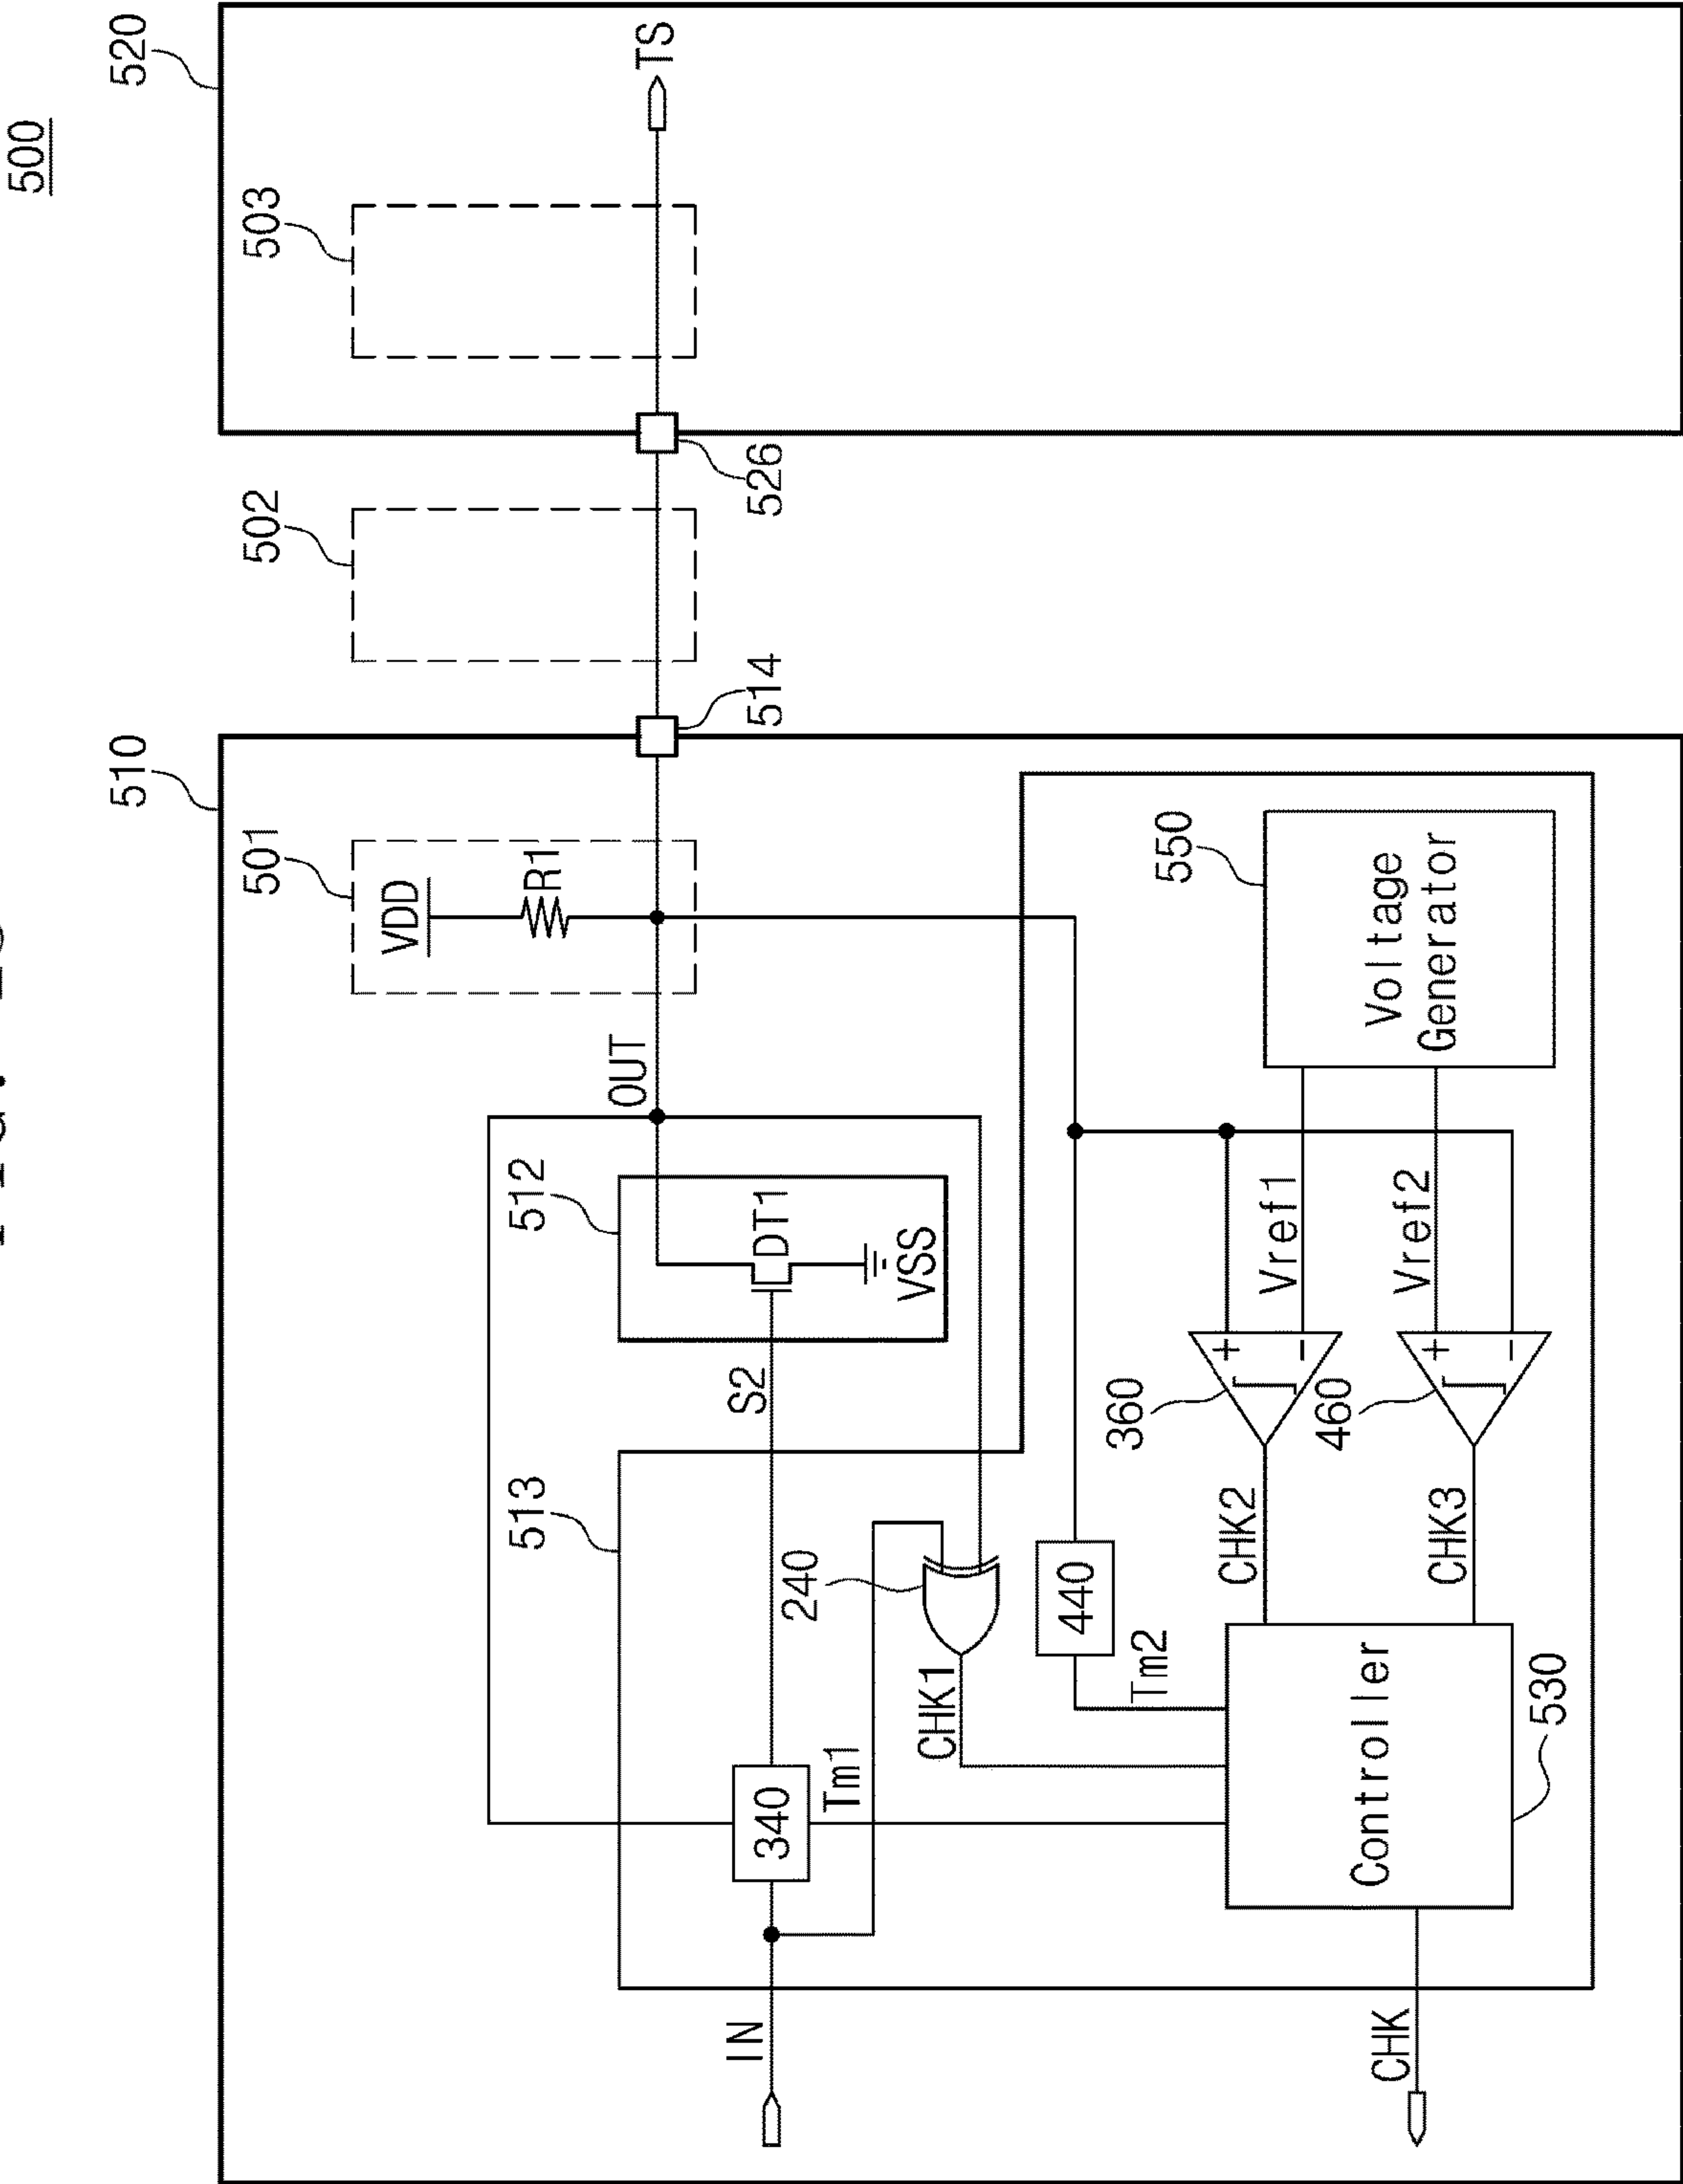 500
510
520
501
502
503
VDD
R1
512
OUT
TS
513
S2
DT1
VSS
514
526
IN
340
Tm1
240
CHK1
440
Tm2
360
Vref1
550
Voltage
Generator
CHK2
460
Vref2
CHK3
Controller
CHK
530